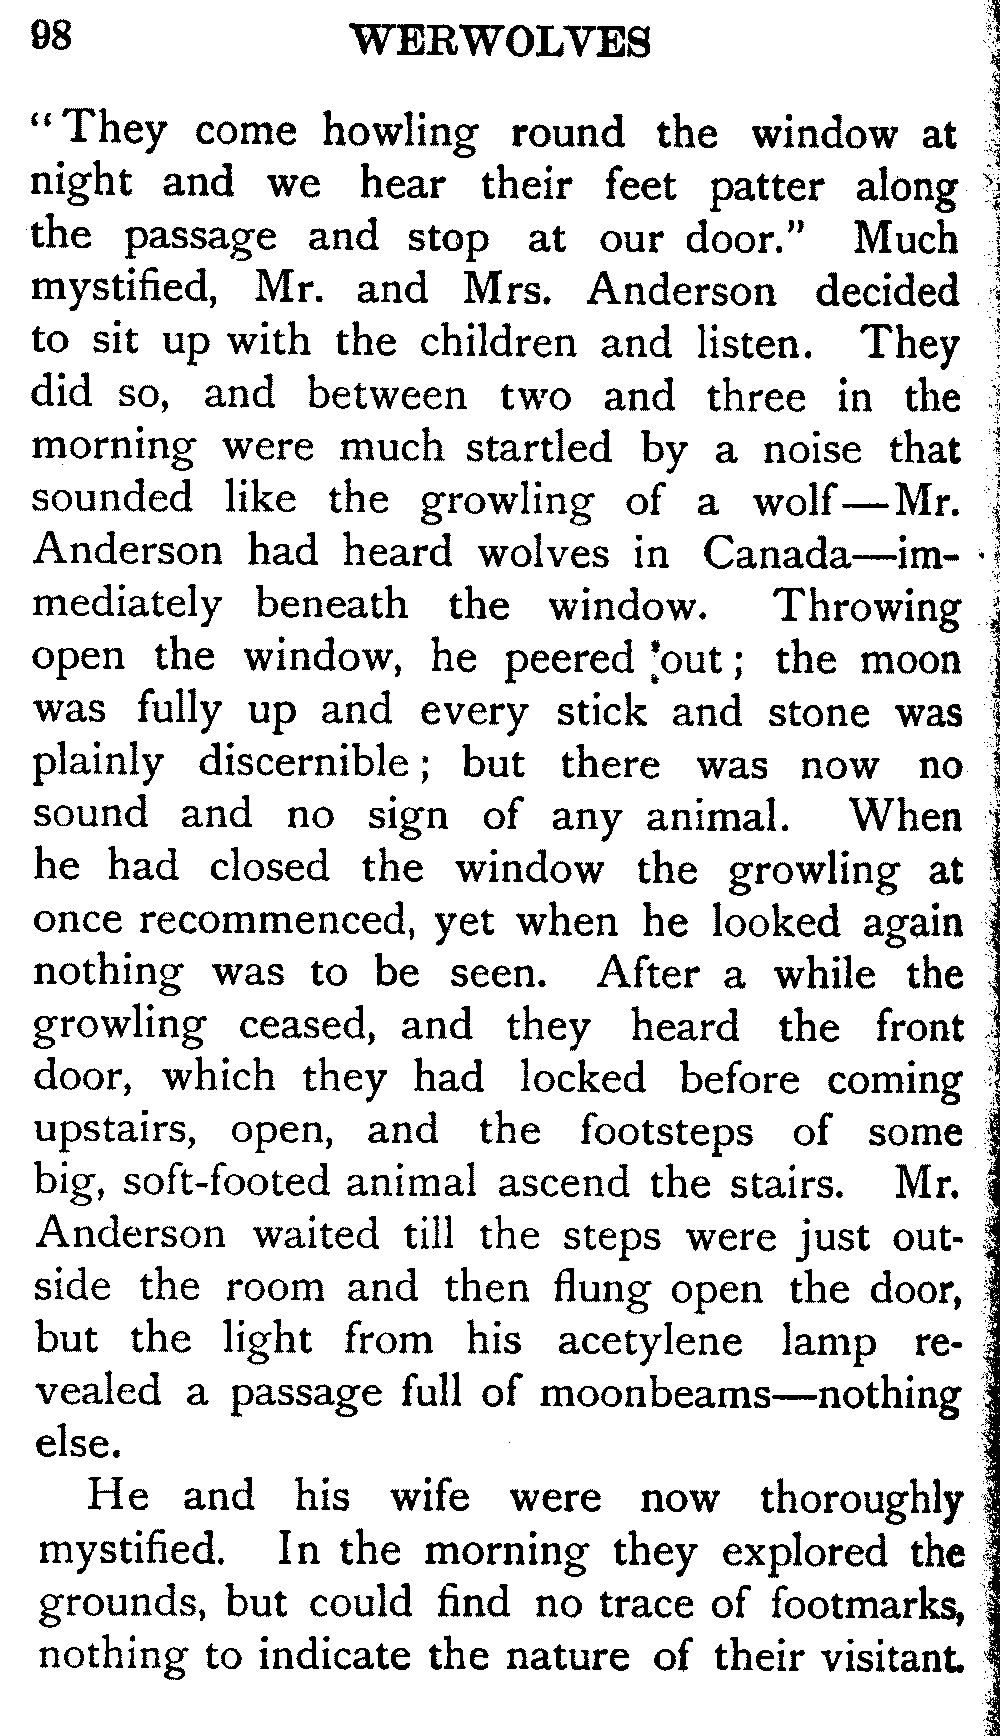 98 WERWOLVES
“They come howling round the window at
night and we hear their feet patter along
the passage and stop at our door.” Much
mystified, Mr. and Mrs. Anderson decided
to sit up with the children and listen. They
did so, and between two and three in the
morning were much startled by a noise that
sounded like the growling of a wolf—Mr.
Anderson had heard wolves in Canada—im-
mediately beneath the window. Throwing
open the window, he peered out; the moon
was fully up and every stick and stone was
plainly discernible; but there was now no
sound and no sign of any animal. When
he had closed the window the growling at
once recommenced, yet when he looked again
nothing was to be seen. After a while the
growling ceased, and they heard the front
door, which they had locked before coming
upstairs, open, and the footsteps of some
big, soft-footed animal ascend the stairs. Mr.
Anderson waited till the steps were just out-
side the room and then flung open the door,
but the light from his acetylene lamp re-
vealed a passage full of moonbeams—nothing
else.
He and his wife were now thoroughly
mystified. In the morning they explored the
grounds, but could find no trace of footmarks,
nothing to indicate the nature of their visitant.